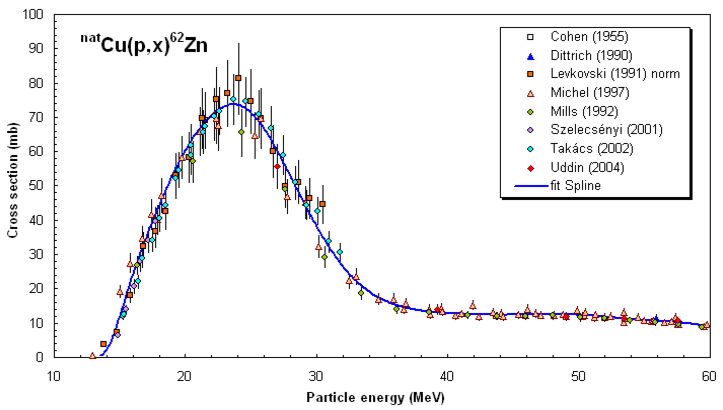 natCu(p,x)62Zn
Cohen (1955)
Dittrich (1990)
Levkovski (1991) norm
Michel (1997)
Mills (1992)
Szelecsényi (2001)
Takács (2002)
Uddin (2004)
fit Spline
Cross section (mb)
100
90
80
70
60
50
40
30
20
10
0
10
20
30
40
50
60
Particle energy (MeV)